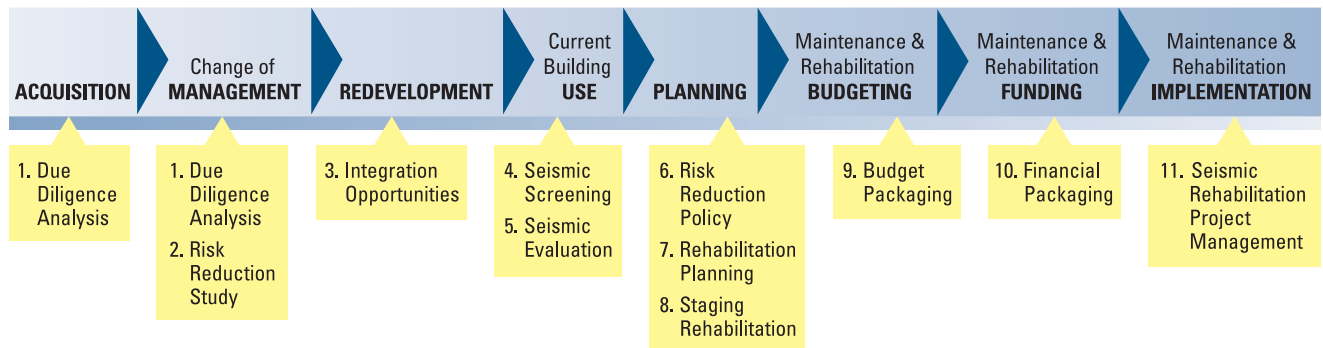 ACQUISITION
Change of
MANAGEMENT
REDEVELOPMENT
Current
Building
USE
PLANNING
Maintenance &
Rehabilitation
BUDGETING
Maintenance &
Rehabilitation
FUNDING
Maintenance &
Rehabilitation
IMPLEMENTATION
1. Due
Diligence
Analysis
1. Due
Diligence
Analysis
2. Risk
Reduction
Study
3. Integration
Opportunities
4. Seismic
Screening
5. Seismic
Evaluation
6. Risk
Reduction
Policy
7. Rehabilitation
Planning
8. Staging
Rehabilitation
9. Budget
Packaging
10. Financial
Packaging
11. Seismic
Rehabilitation
Project
Management